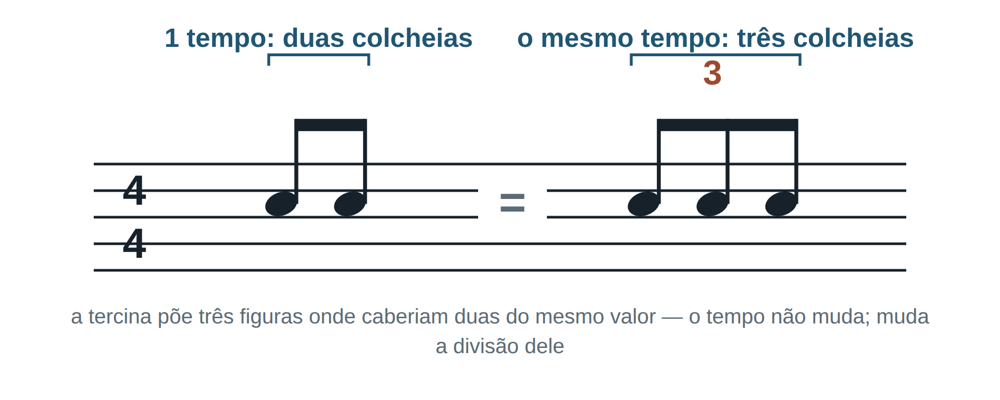 1 tempo: duas colcheias
o mesmo tempo: três colcheias
3
4
4
=
a tercina põe três figuras onde caberiam duas do mesmo valor — o tempo não muda; muda
a divisão dele